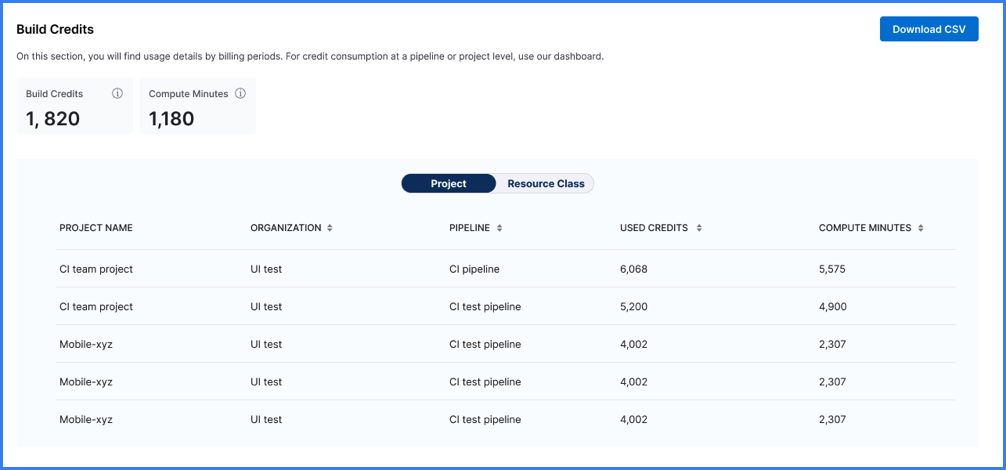 Build Credits
Download CSV
On this section, you will find usage details by billing periods. For credit consumption at a pipeline or project level, use our dashboard.
Build Credits
Compute Minutes
1, 820
1,180
Project
Resource Class
PROJECT NAME ORGANIZATION PIPELINE USED CREDITS COMPUTE MINUTES
CI team project UI test CI pipeline 6,068 5,575
CI team project UI test CI test pipeline 5,200 4,900
Mobile-xyz UI test CI test pipeline 4,002 2,307
Mobile-xyz UI test CI test pipeline 4,002 2,307
Mobile-xyz UI test CI test pipeline 4,002 2,307